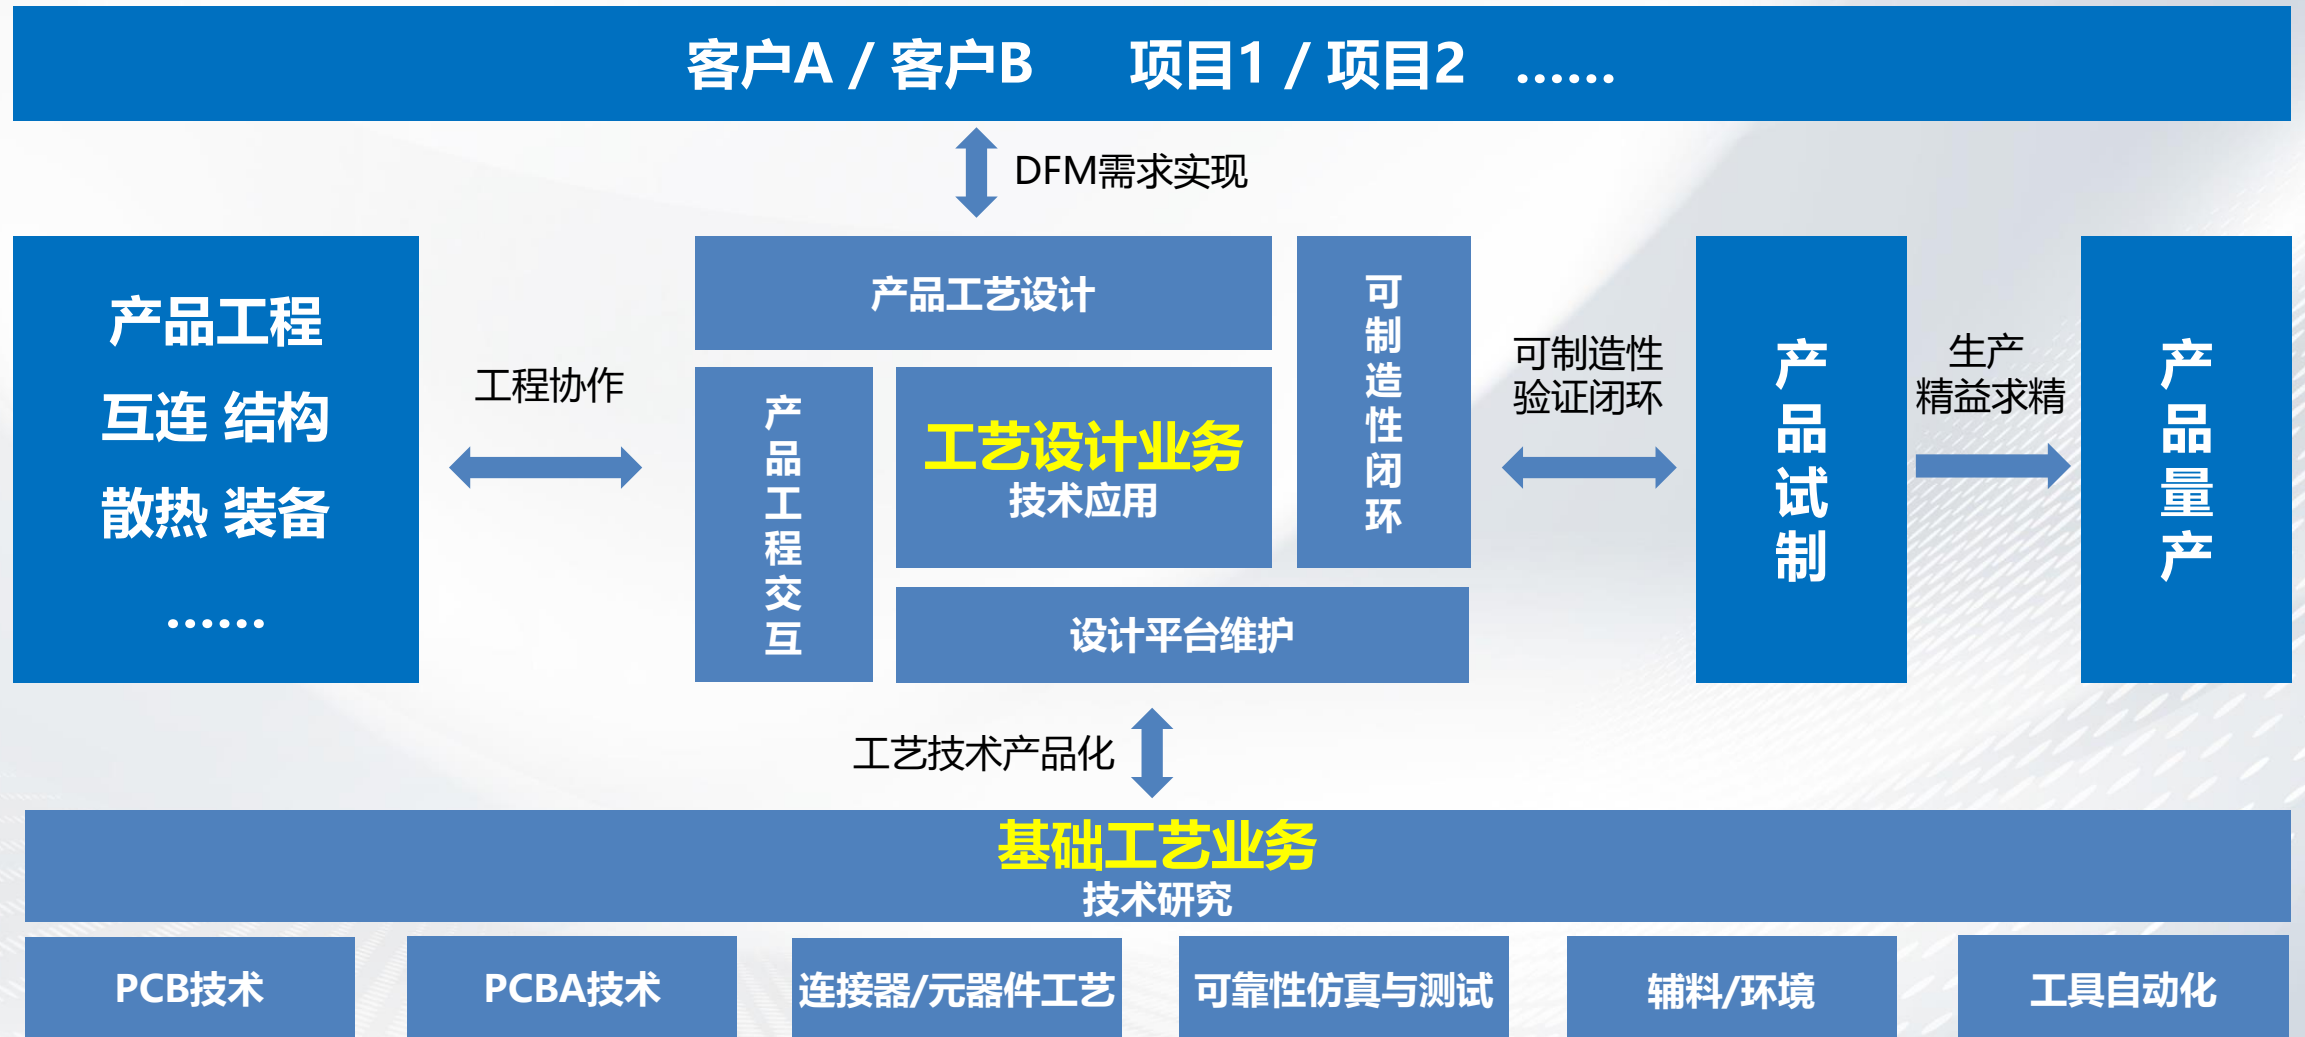 客户A / 客户B 项目1 / 项目2 ……
DFM需求实现
产品工程
互连 结构
散热 装备
……
工程协作
产品工艺设计
产品工程交互
工艺设计业务
技术应用
可制造性闭环
设计平台维护
可制造性
验证闭环
产品试制
生产
精益求精
产品量产
工艺技术产品化
基础工艺业务
技术研究
PCB技术
PCBA技术
连接器/元器件工艺
可靠性仿真与测试
辅料/环境
工具自动化